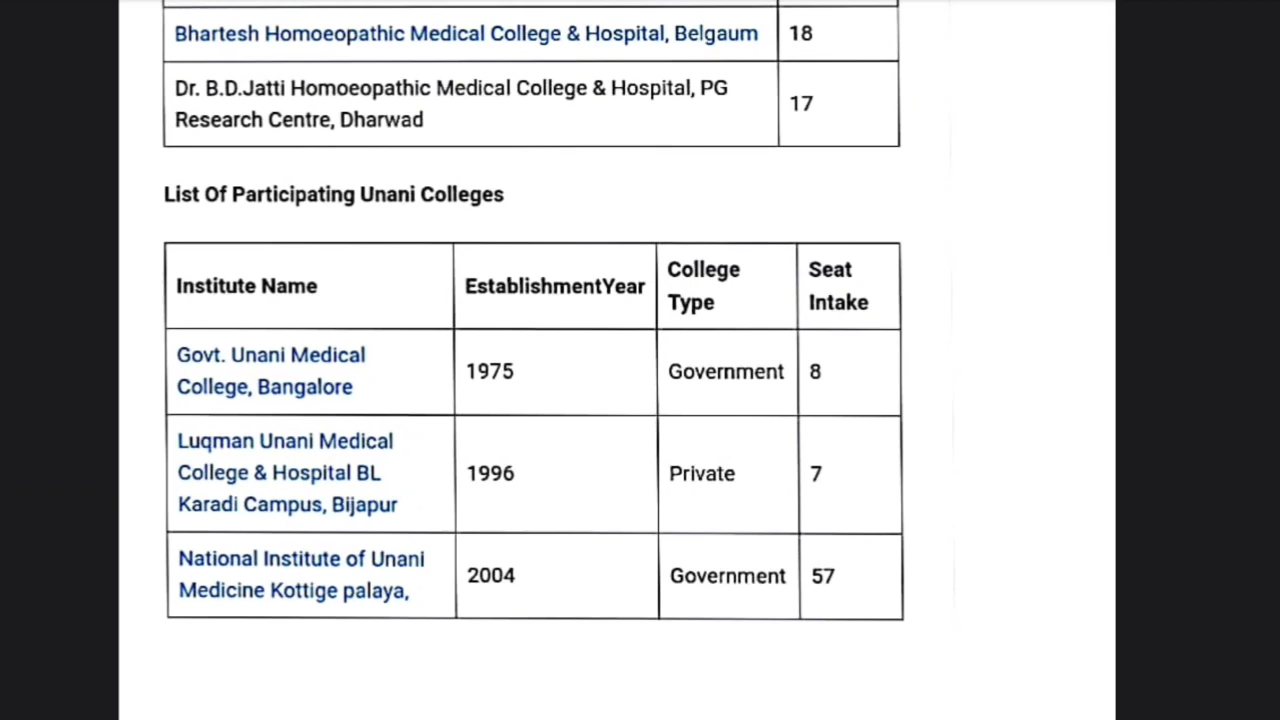 Bhartesh Homoeopathic Medical College & Hospital, Belgaum 18
Dr. B.D.Jatti Homoeopathic Medical College & Hospital, PG
Research Centre, Dharwad
17
List Of Participating Unani Colleges
Institute Name
EstablishmentYear
College
Type
Seat
Intake
Govt. Unani Medical
College, Bangalore
1975
Government
8
Luqman Unani Medical
College & Hospital BL
Karadi Campus, Bijapur
1996
Private
7
National Institute of Unani
Medicine Kottige palaya,
2004
Government
57